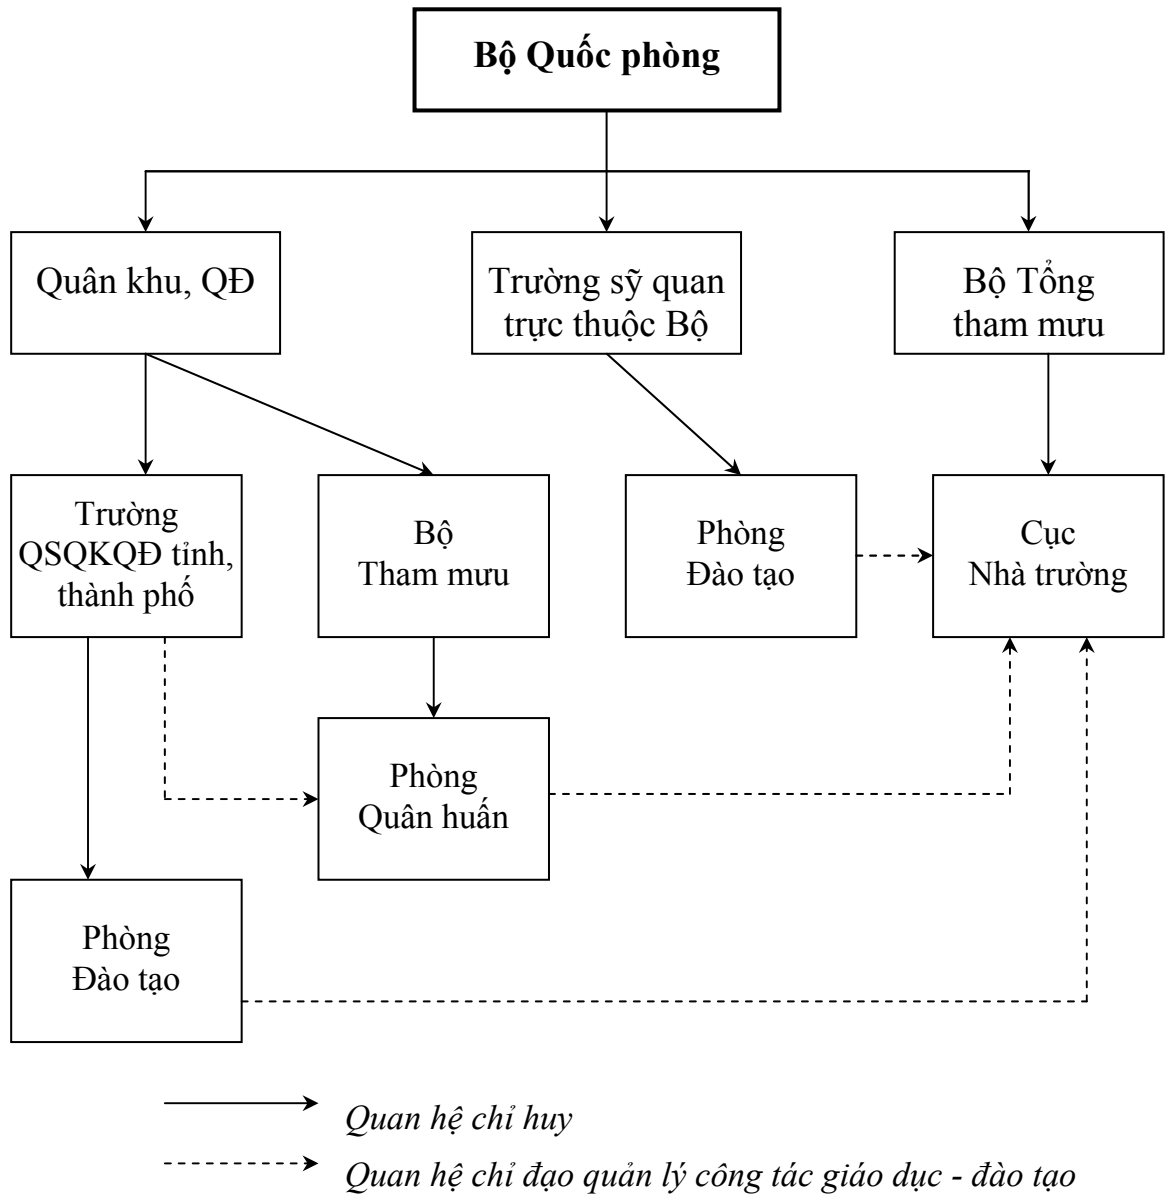 Bộ Quốc phòng
Quân khu, QĐ
Trường sỹ quan
trực thuộc Bộ
Bộ Tổng
tham mưu
Trường
QSQKQĐ tỉnh,
thành phố
Bộ
Tham mưu
Phòng
Đào tạo
Cục
Nhà trường
Phòng
Quân huấn
Phòng
Đào tạo
Quan hệ chỉ huy
Quan hệ chỉ đạo quản lý công tác giáo dục - đào tạo